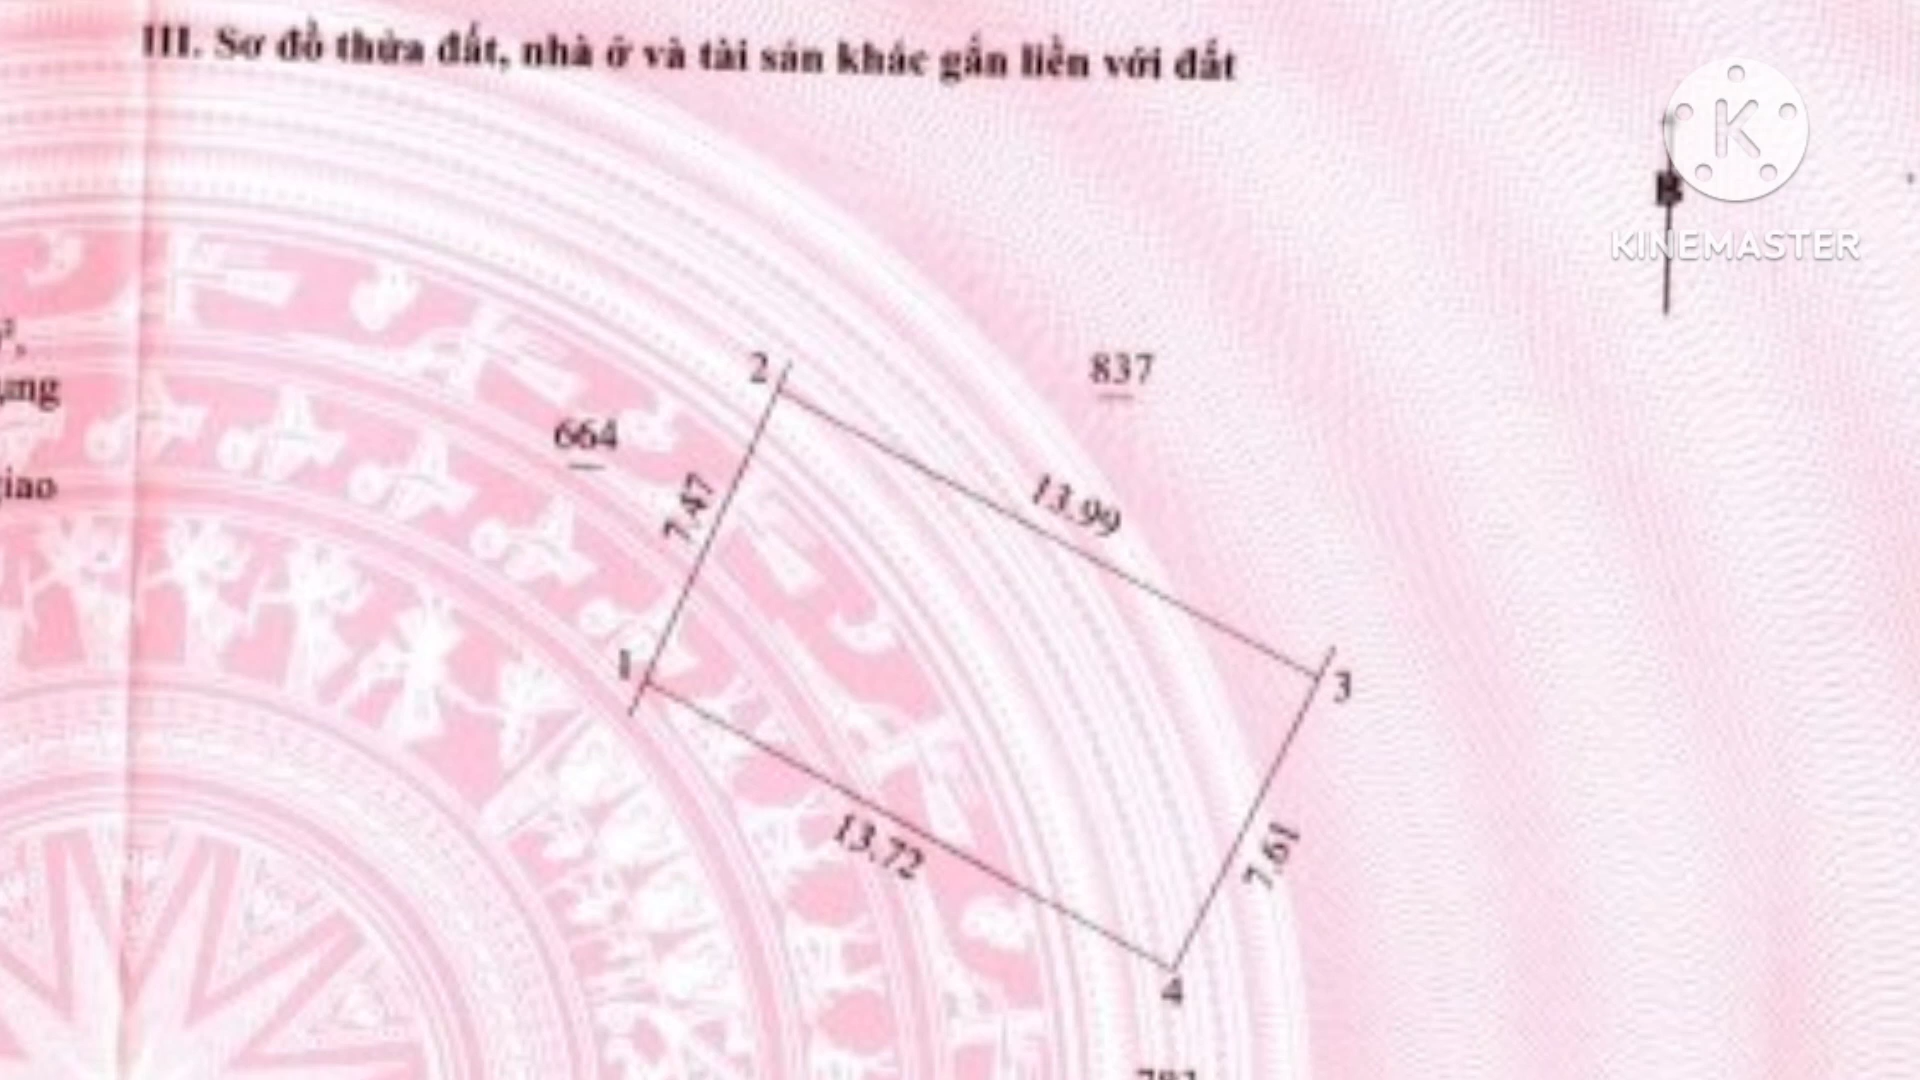 III. Sơ đồ thửa đất, nhà ở và tài sản khác gắn liền với đất
KINEMASTER
B
2
837
664
7.47
13.99
giao
1
3
13.72
7.61
4